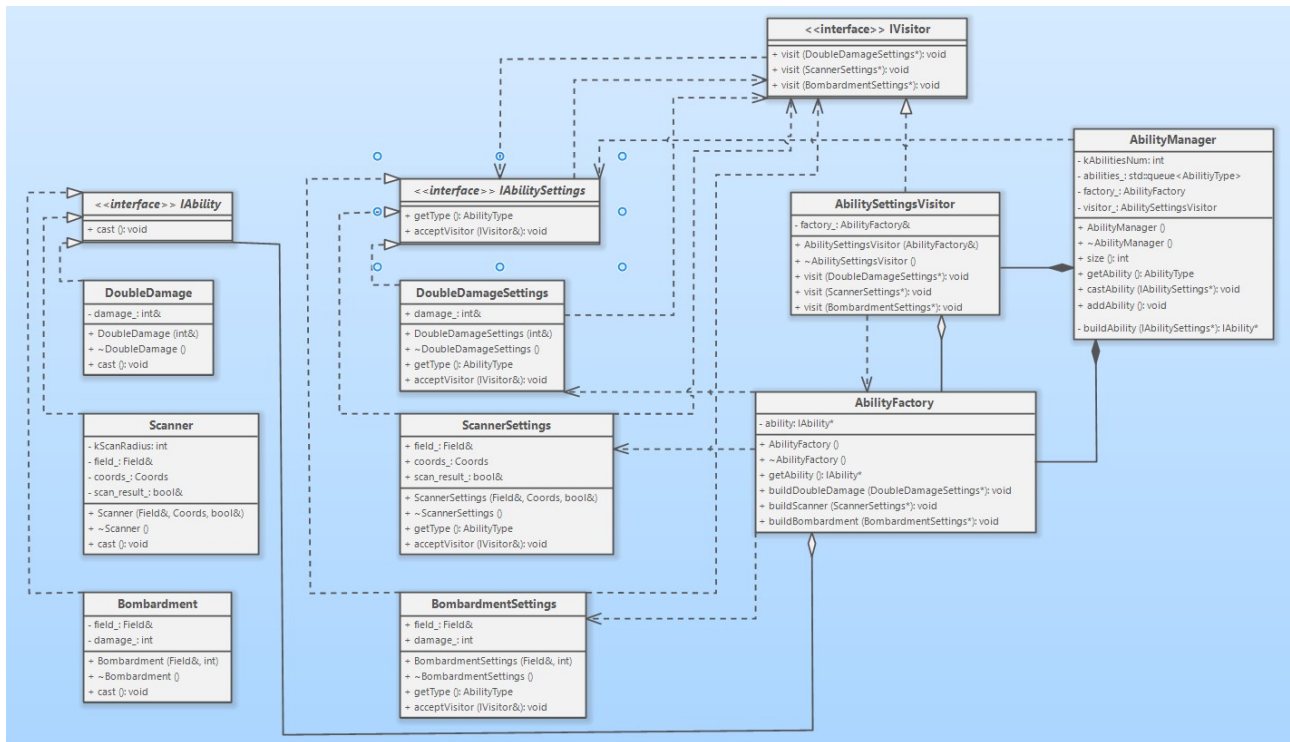 <<interface>> IVisitor
+ visit (DoubleDamageSettings*): void
+ visit (ScannerSettings*): void
+ visit (BombardmentSettings*): void
AbilityManager
- kAbilitiesNum: int
- abilities_: std::queue<AbilitiyType>
- factory_: AbilityFactory
- visitor_: AbilitySettingsVisitor
+ AbilityManager ()
+ ~AbilityManager ()
+ size (): int
+ getAbility (): AbilityType
+ castAbility (IAbilitySettings*): void
+ addAbility (): void
- buildAbility (IAbilitySettings*): IAbility*
<<interface>> IAbility
+ cast (): void
<<interface>> IAbilitySettings
+ getType (): AbilityType
+ acceptVisitor (IVisitor&): void
AbilitySettingsVisitor
- factory_: AbilityFactory&
+ AbilitySettingsVisitor (AbilityFactory&)
+ ~AbilitySettingsVisitor ()
+ visit (DoubleDamageSettings*): void
+ visit (ScannerSettings*): void
+ visit (BombardmentSettings*): void
DoubleDamage
- damage_: int&
+ DoubleDamage (int&)
+ ~DoubleDamage ()
+ cast (): void
DoubleDamageSettings
+ damage_: int&
+ DoubleDamageSettings (int&)
+ ~DoubleDamageSettings ()
+ getType (): AbilityType
+ acceptVisitor (IVisitor&): void
AbilityFactory
- ability: IAbility*
+ AbilityFactory ()
+ ~AbilityFactory ()
+ getAbility (): IAbility*
+ buildDoubleDamage (DoubleDamageSettings*): void
+ buildScanner (ScannerSettings*): void
+ buildBombardment (BombardmentSettings*): void
Scanner
- kScanRadius: int
- field_: Field&
- coords_: Coords
- scan_result_: bool&
+ Scanner (Field&, Coords, bool&)
+ ~Scanner ()
+ cast (): void
ScannerSettings
+ field_: Field&
+ coords_: Coords
+ scan_result_: bool&
+ ScannerSettings (Field&, Coords, bool&)
+ ~ScannerSettings ()
+ getType (): AbilityType
+ acceptVisitor (IVisitor&): void
Bombardment
- field_: Field&
- damage_: int
+ Bombardment (Field&, int)
+ ~Bombardment ()
+ cast (): void
BombardmentSettings
+ field_: Field&
+ damage_: int
+ BombardmentSettings (Field&, int)
+ ~BombardmentSettings ()
+ getType (): AbilityType
+ acceptVisitor (IVisitor&): void